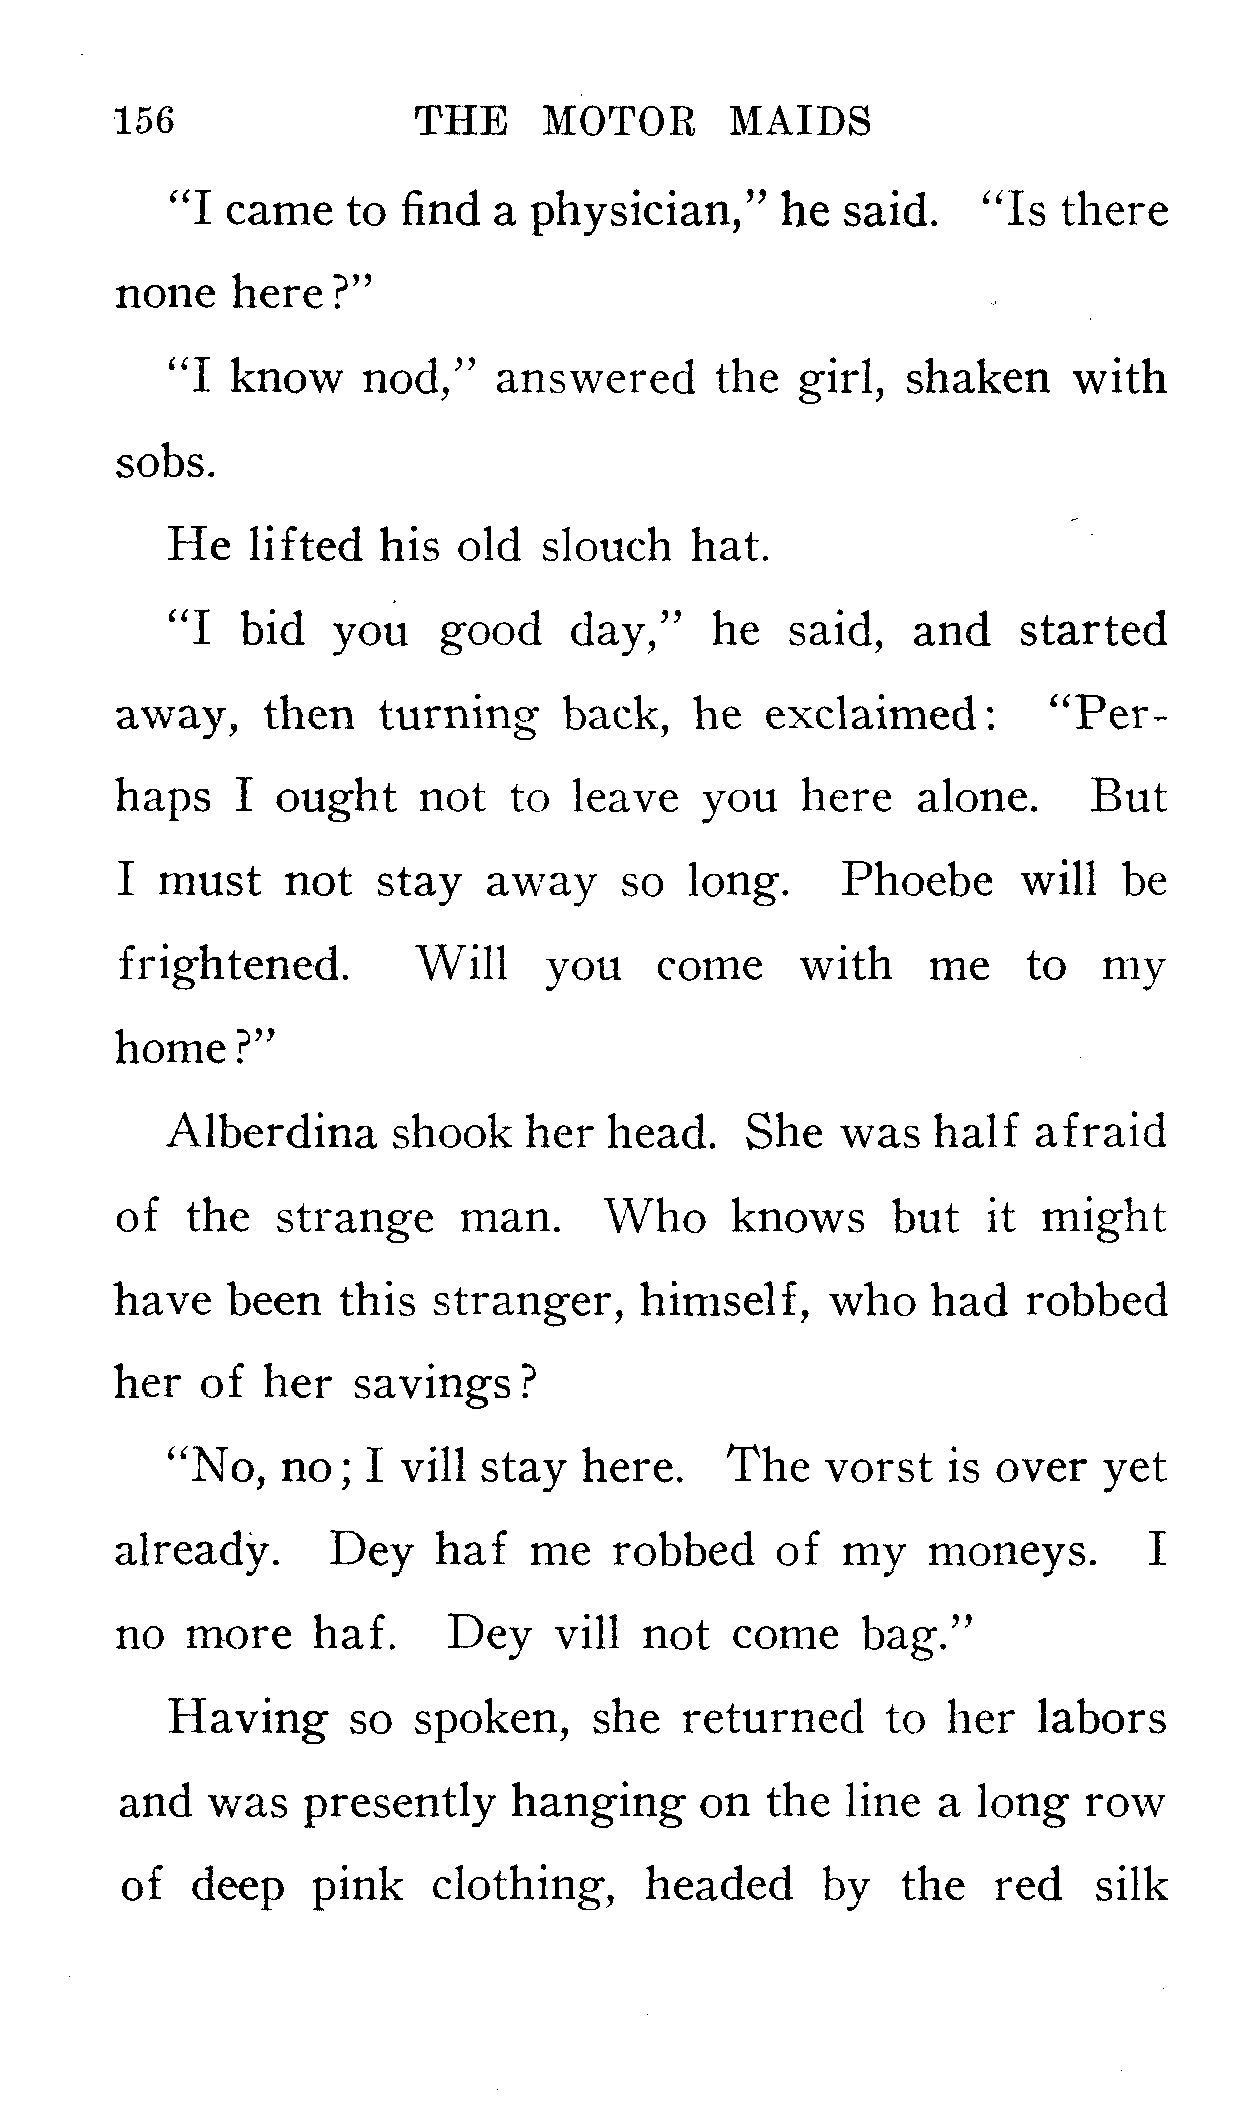 156 THE MOTOR MAIDS
"I came to find a physician," he said. "Is there
none here?"
"I know nod," answered the girl, shaken with
sobs.
He lifted his old slouch hat.
"I bid you good day," he said, and started
away, then turning back, he exclaimed: "Per-
haps I ought not to leave you here alone. But
I must not stay away so long. Phoebe will be
frightened. Will you come with me to my
home?"
Alberdina shook her head. She was half afraid
of the strange man. Who knows but it might
have been this stranger, himself, who had robbed
her of her savings?
"No, no; I vill stay here. The vorst is over yet
already. Dey haf me robbed of my moneys. I
no more haf. Dey vill not come bag."
Having so spoken, she returned to her labors
and was presently hanging on the line a long row
of deep pink clothing, headed by the red silk